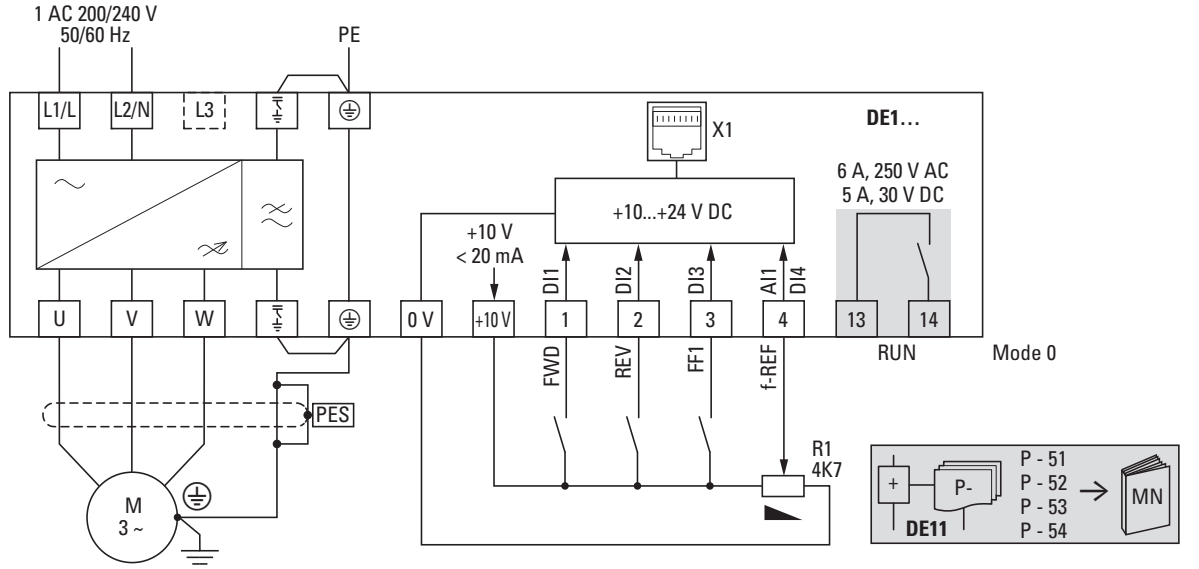 1 AC 200/240 V
50/60 Hz
PE
L1/L
L2/N
L3
X1
DE1…
6 A, 250 V AC
5 A, 30 V DC
+10...+24 V DC
+10 V
< 20 mA
DI1
DI2
DI3
AI1
DI4
U
V
W
0 V
+10 V
1
2
3
4
13
14
RUN
Mode 0
FWD
REV
FF1
f-REF
PES
R1
4K7
M
3 ~
+
P-
DE11
P - 51
P - 52
P - 53
P - 54
MN